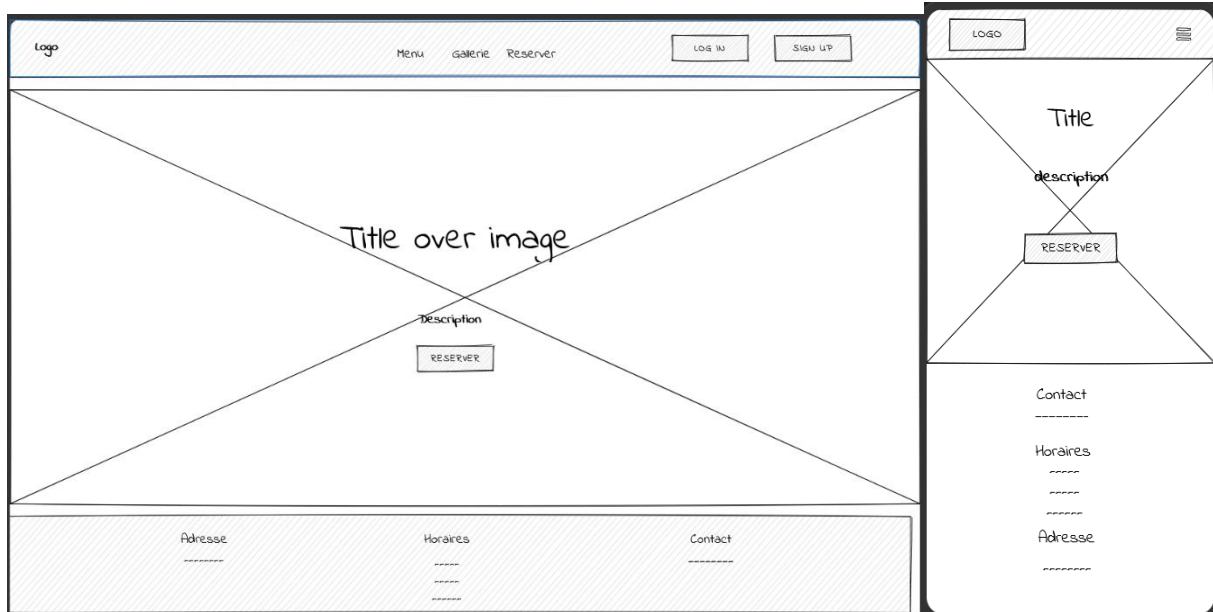 Logo
Menu Gallerie Reserver
LOG IN
SIGN UP
Title over image
Description
RESERVER
Adresse
Horaires
Contact
LOGO
Title
description
RESERVER
Contact
Horaires
Adresse